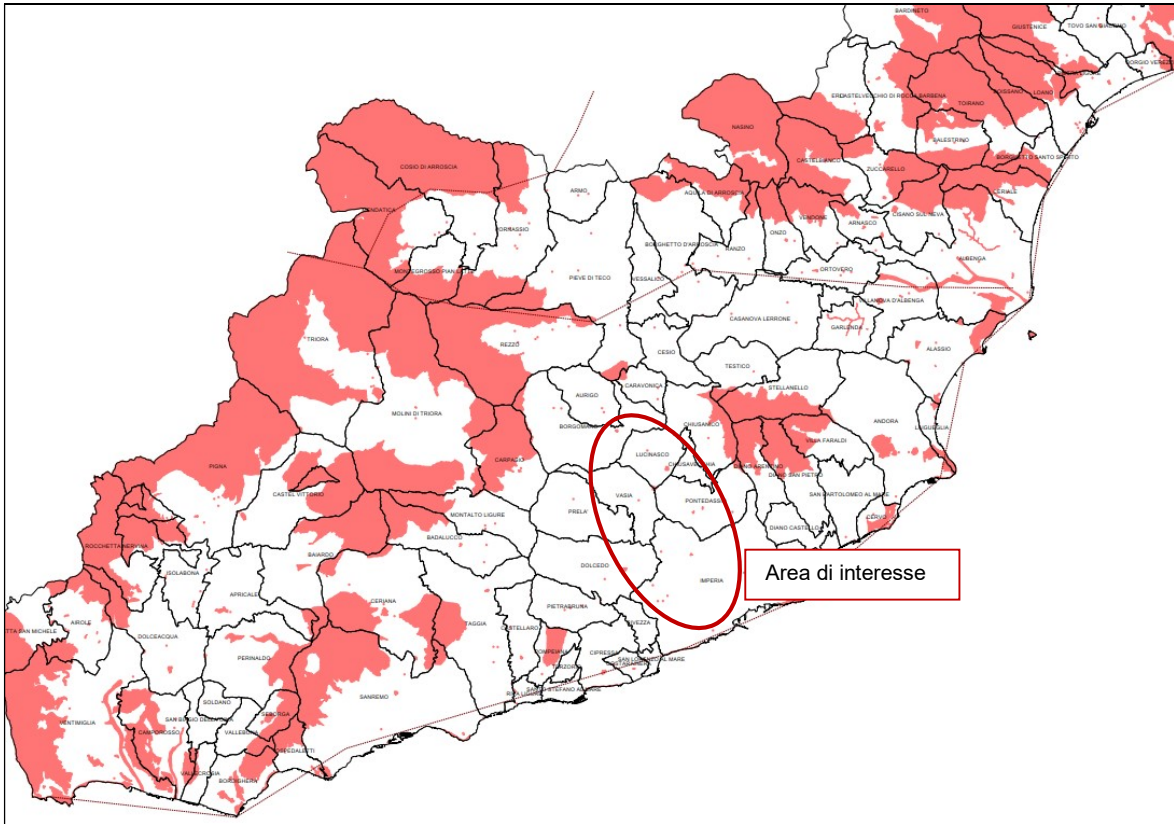 BARDINETO
GIUSTENICE
TOVO SAN GIACOMO
BORGIO VEREZZI
CASTELVECCHIO DI ROCCA BARBENA
BOISSANO
LOANO
TOIRANO
NASINO
BALESTRINO
CASTELBIANCO
ZUCCARELLO
BORGHETTO SANTO SPIRITO
COSIO DI ARROSCIA
ARMO
AQUILA DI ARROSCIA
CERIALE
MENDATICA
VENDONE
ARNASCO
CISANO SUL NEVA
ONZO
PORNASSIO
BORGHETTO D'ARROSCIA
RANZO
ALBENGA
MONTEGROSSO PIAN LATTE
PIEVE DI TECO
VESSALICO
ORTOVERO
VILLANOVA D'ALBENGA
CASANOVA LERRONE
GARLENDA
TRIORA
REZZO
CESIO
ALASSIO
TESTICO
CARAVONICA
STELLANELLO
AURIGO
MOLINI DI TRIORA
BORGOMARO
CHIUSANICO
ANDORA
LAIGUEGLIA
VILLA FARALDI
LUCINASCO
CARPASIO
CHIUSAVECCHIA
DIANO ARENTINO
DIANO SAN PIETRO
PIGNA
CASTEL VITTORIO
VASIA
PONTEDASSIO
SAN BARTOLOMEO AL MARE
PRELA'
MONTALTO LIGURE
CERVO
DIANO CASTELLO
BADALUCCO
ROCCHETTA NERVINA
BAIARDO
ISOLABONA
DOLCEDO
IMPERIA
Area di interesse
APRICALE
CERIANA
PIETRABRUNA
AIROLE
TAGGIA
CASTELLARO
CIVEZZA
DOLCEACQUA
PERINALDO
POMPEIANA
CIPRESSA
SAN LORENZO AL MARE
TERZORIO
SANREMO
SANTO STEFANO AL MARE
SOLDANO
SEBORGA
VENTIMIGLIA
CAMPOROSSO
SAN BIAGIO DELLA CIMA
VALLEBONA
OSPEDALETTI
VALLECROSIA
BORDIGHERA